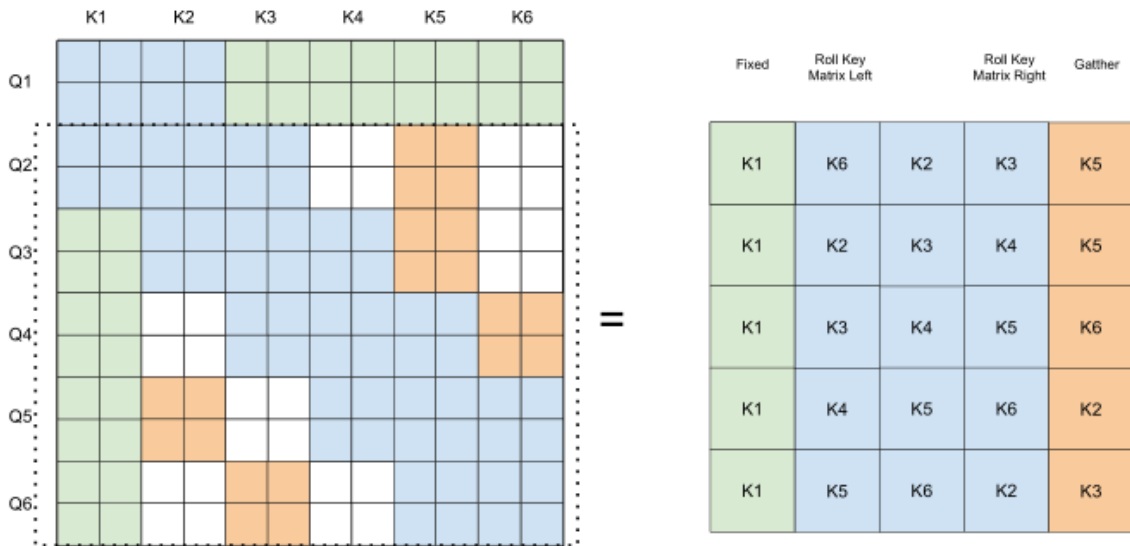 K1 K2 K3 K4 K5 K6
Q1
Q2
Q3
Q4
Q5
Q6
=
Fixed
Roll Key
Matrix Left
Roll Key
Matrix Right
Gatther
K1 K6 K2 K3 K5
K1 K2 K3 K4 K5
K1 K3 K4 K5 K6
K1 K4 K5 K6 K2
K1 K5 K6 K2 K3